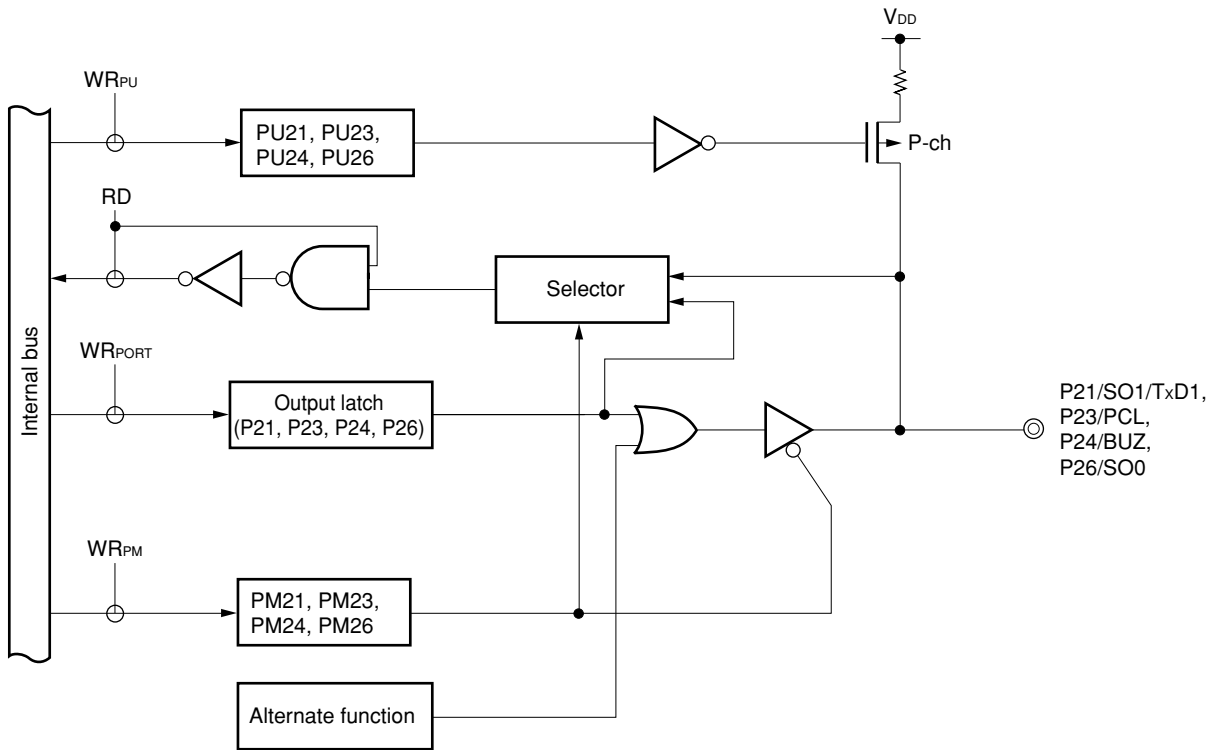 VDD
WRPU
PU21, PU23,
PU24, PU26
P-ch
RD
Selector
Internal bus
WRPORT
Output latch
(P21, P23, P24, P26)
P21/SO1/TxD1,
P23/PCL,
P24/BUZ,
P26/SO0
WRPM
PM21, PM23,
PM24, PM26
Alternate function